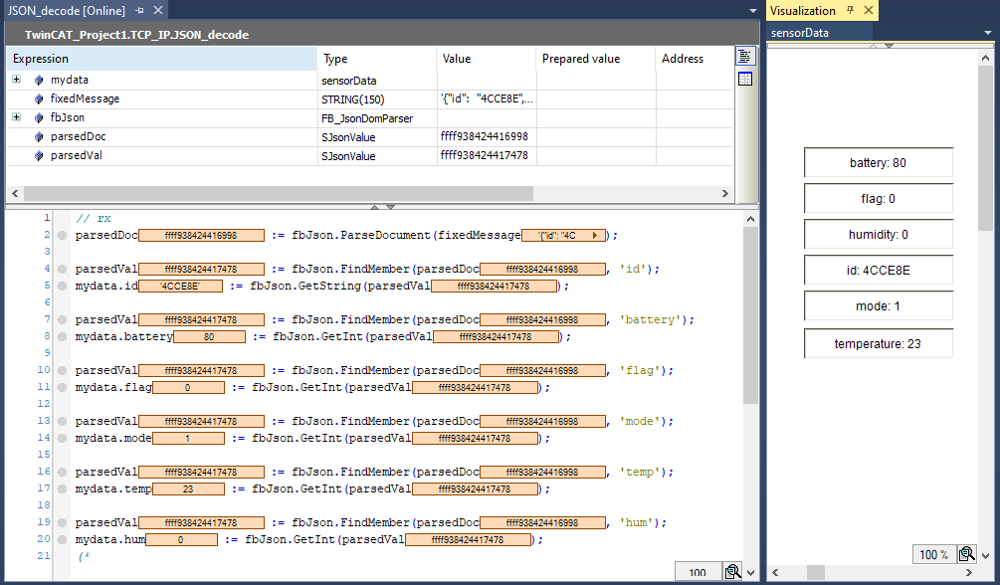 JSON_decode [Online]
TwinCAT_Project1.TCP_IP.JSON_decode
Expression Type Value Prepared value Address
mydata sensorData
fixedMessage STRING(150) '{"id": "4CCE8E",...
fbJson FB_JsonDomParser
parsedDoc SJsonValue ffff938424416998
parsedVal SJsonValue ffff938424417478
1 // rx
2 parsedDoc ffff938424416998 := fbJson.ParseDocument(fixedMessage '{"id": "4C );
3
4 parsedVal ffff938424417478 := fbJson.FindMember(parsedDoc ffff938424416998 , 'id');
5 mydata.id '4CCE8E' := fbJson.GetString(parsedVal ffff938424417478 );
6
7 parsedVal ffff938424417478 := fbJson.FindMember(parsedDoc ffff938424416998 , 'battery');
8 mydata.battery 80 := fbJson.GetInt(parsedVal ffff938424417478 );
9
10 parsedVal ffff938424417478 := fbJson.FindMember(parsedDoc ffff938424416998 , 'flag');
11 mydata.flag 0 := fbJson.GetInt(parsedVal ffff938424417478 );
12
13 parsedVal ffff938424417478 := fbJson.FindMember(parsedDoc ffff938424416998 , 'mode');
14 mydata.mode 1 := fbJson.GetInt(parsedVal ffff938424417478 );
15
16 parsedVal ffff938424417478 := fbJson.FindMember(parsedDoc ffff938424416998 , 'temp');
17 mydata.temp 23 := fbJson.GetInt(parsedVal ffff938424417478 );
18
19 parsedVal ffff938424417478 := fbJson.FindMember(parsedDoc ffff938424416998 , 'hum');
20 mydata.hum 0 := fbJson.GetInt(parsedVal ffff938424417478 );
21 (*
100
Visualization
sensorData
battery: 80
flag: 0
humidity: 0
id: 4CCE8E
mode: 1
temperature: 23
100 %